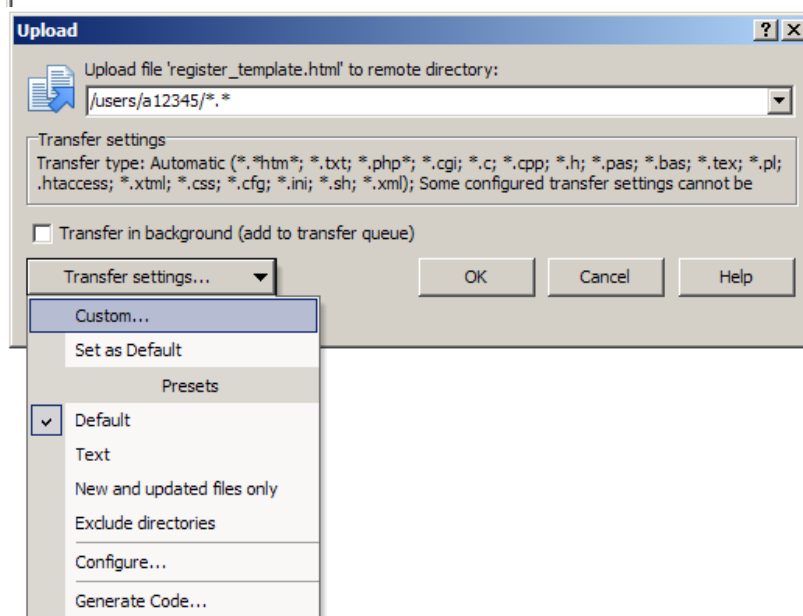 Upload
Upload file 'register_template.html' to remote directory:
/users/a12345/*.*
Transfer settings
Transfer type: Automatic (*.*htm*; *.txt; *.php*; *.cgi; *.c; *.cpp; *.h; *.pas; *.bas; *.tex; *.pl;
.htaccess; *.xtml; *.css; *.cfg; *.ini; *.sh; *.xml); Some configured transfer settings cannot be
Transfer in background (add to transfer queue)
Transfer settings... OK Cancel Help
Custom...
Set as Default
Presets
Default
Text
New and updated files only
Exclude directories
Configure...
Generate Code...